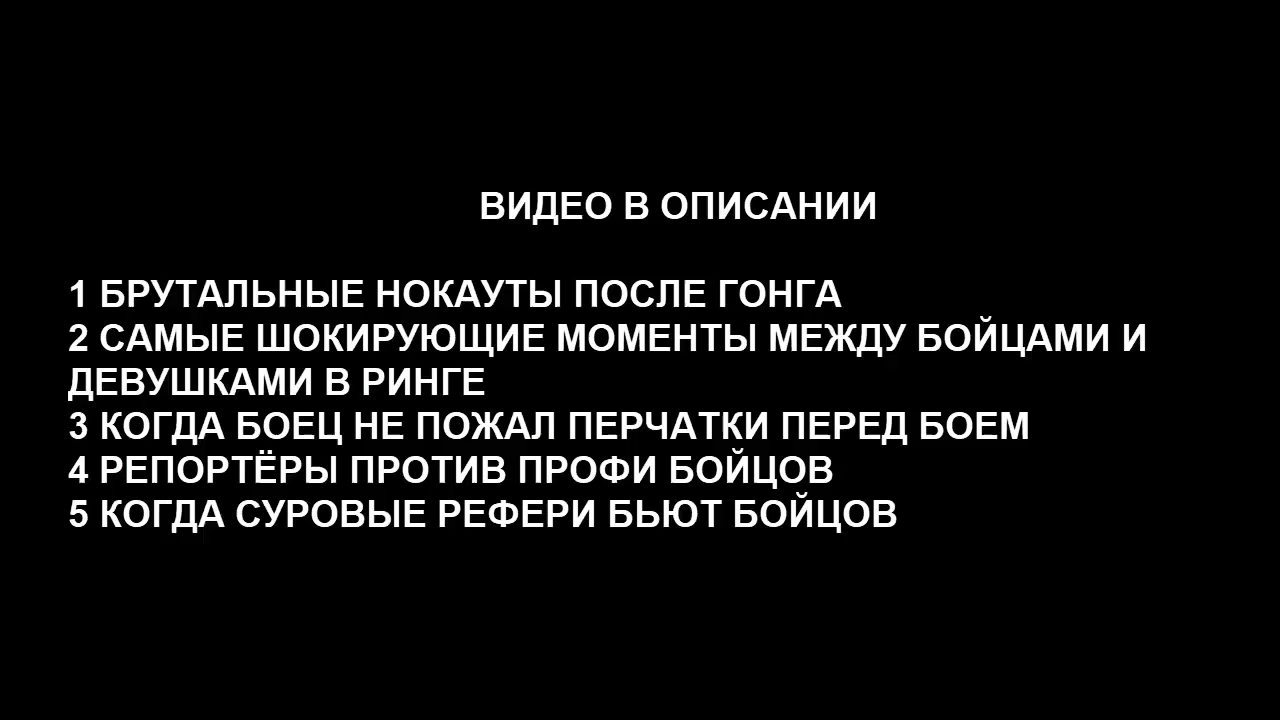 ВИДЕО В ОПИСАНИИ
1 БРУТАЛЬНЫЕ НОКАУТЫ ПОСЛЕ ГОНГА
2 САМЫЕ ШОКИРУЮЩИЕ МОМЕНТЫ МЕЖДУ БОЙЦАМИ И
ДЕВУШКАМИ В РИНГЕ
3 КОГДА БОЕЦ НЕ ПОЖАЛ ПЕРЧАТКИ ПЕРЕД БОЕМ
4 РЕПОРТЁРЫ ПРОТИВ ПРОФИ БОЙЦОВ
5 КОГДА СУРОВЫЕ РЕФЕРИ БЬЮТ БОЙЦОВ